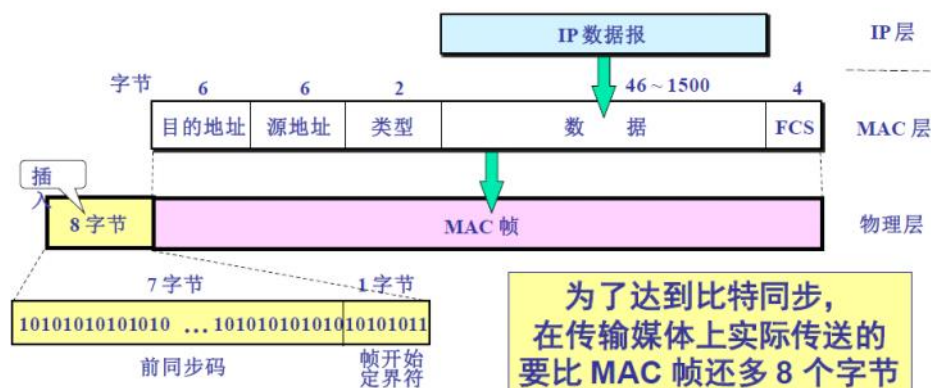 IP 数据报
IP 层
字节
6
6
2
46 ~ 1500
4
目的地址
源地址
类型
数 据
FCS
MAC 层
插入
8 字节
MAC 帧
物理层
7 字节
1 字节
10101010101010 ... 10101010101010101011
前同步码
帧开始
定界符
为了达到比特同步，
在传输媒体上实际传送的
要比 MAC 帧还多 8 个字节